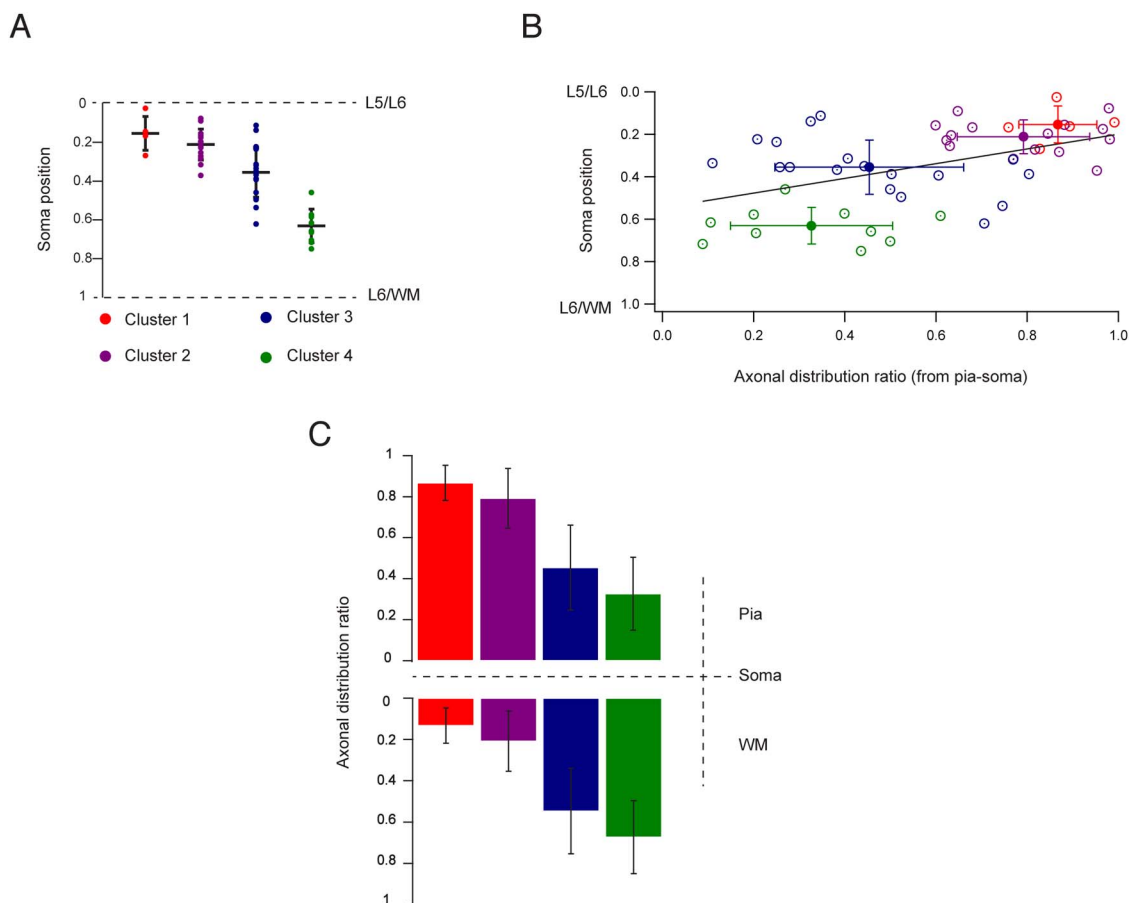 A
B
0
0.2
0.4
0.6
0.8
1
Soma position
L5/L6
L6/WM
Cluster 1
Cluster 3
Cluster 2
Cluster 4
L5/L6
0.0
0.2
0.4
0.6
0.8
L6/WM
1.0
Soma position
0.0
0.2
0.4
0.6
0.8
1.0
Axonal distribution ratio (from pia-soma)
C
1
0.8
0.6
0.4
0.2
0
0
0.2
0.4
0.6
0.8
1
Axonal distribution ratio
Pia
Soma
WM